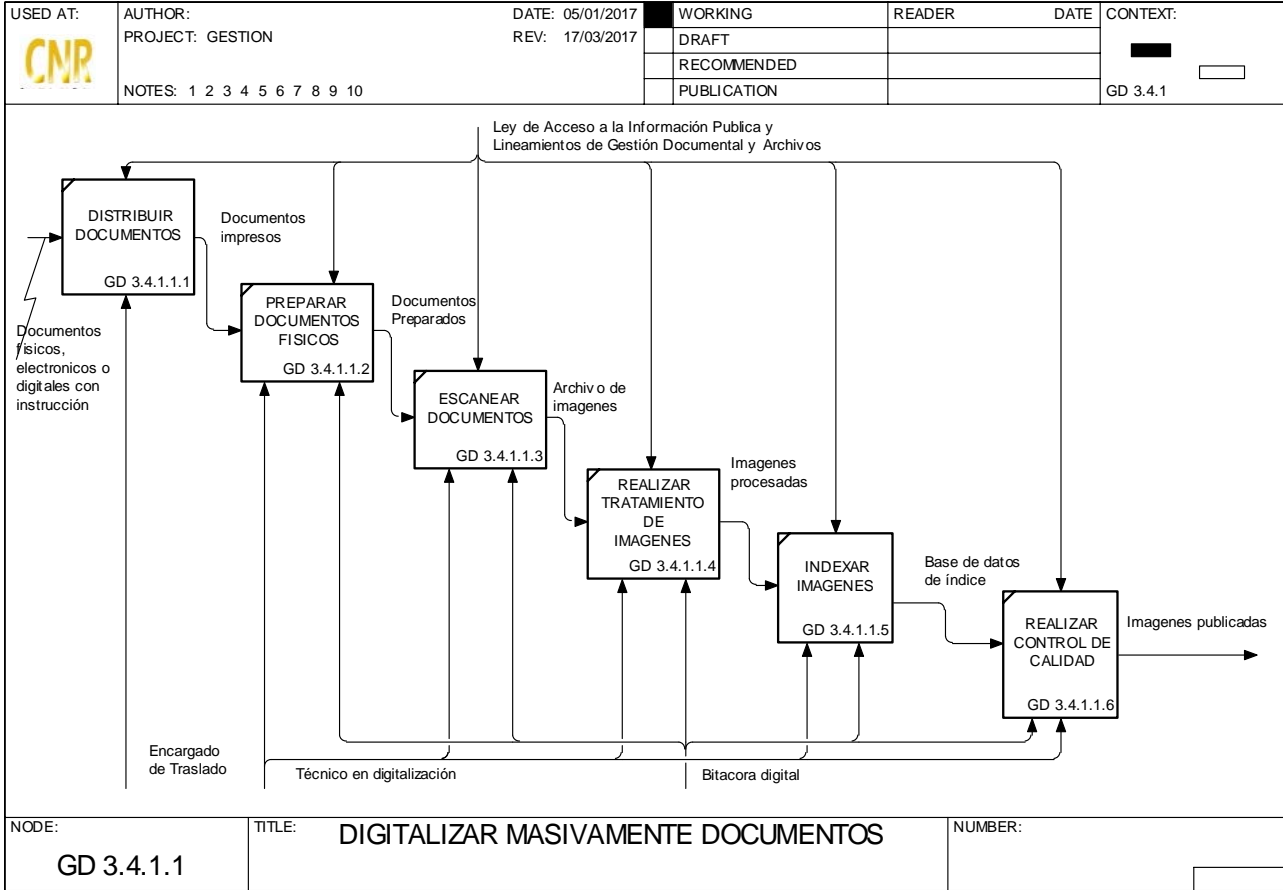 USED AT:
CNR
AUTHOR:
DATE: 05/01/2017
PROJECT: GESTION
REV: 17/03/2017
NOTES: 1 2 3 4 5 6 7 8 9 10
WORKING
DRAFT
RECOMMENDED
PUBLICATION
READER DATE
CONTEXT:
GD 3.4.1
Ley de Acceso a la Información Publica y
Lineamientos de Gestión Documental y Archivos
DISTRIBUIR
DOCUMENTOS
GD 3.4.1.1.1
Documentos
impresos
Documentos
fisicos,
electronicos o
digitales con
instrucción
PREPARAR
DOCUMENTOS
FISICOS
GD 3.4.1.1.2
Documentos
Preparados
ESCANEAR
DOCUMENTOS
GD 3.4.1.1.3
Archivo de
imagenes
REALIZAR
TRATAMIENTO
DE
IMAGENES
GD 3.4.1.1.4
Imagenes
procesadas
INDEXAR
IMAGENES
GD 3.4.1.1.5
Base de datos
de índice
REALIZAR
CONTROL DE
CALIDAD
GD 3.4.1.1.6
Imagenes publicadas
Encargado
de Traslado
Técnico en digitalización
Bitacora digital
NODE:
GD 3.4.1.1
TITLE:
DIGITALIZAR MASIVAMENTE DOCUMENTOS
NUMBER: